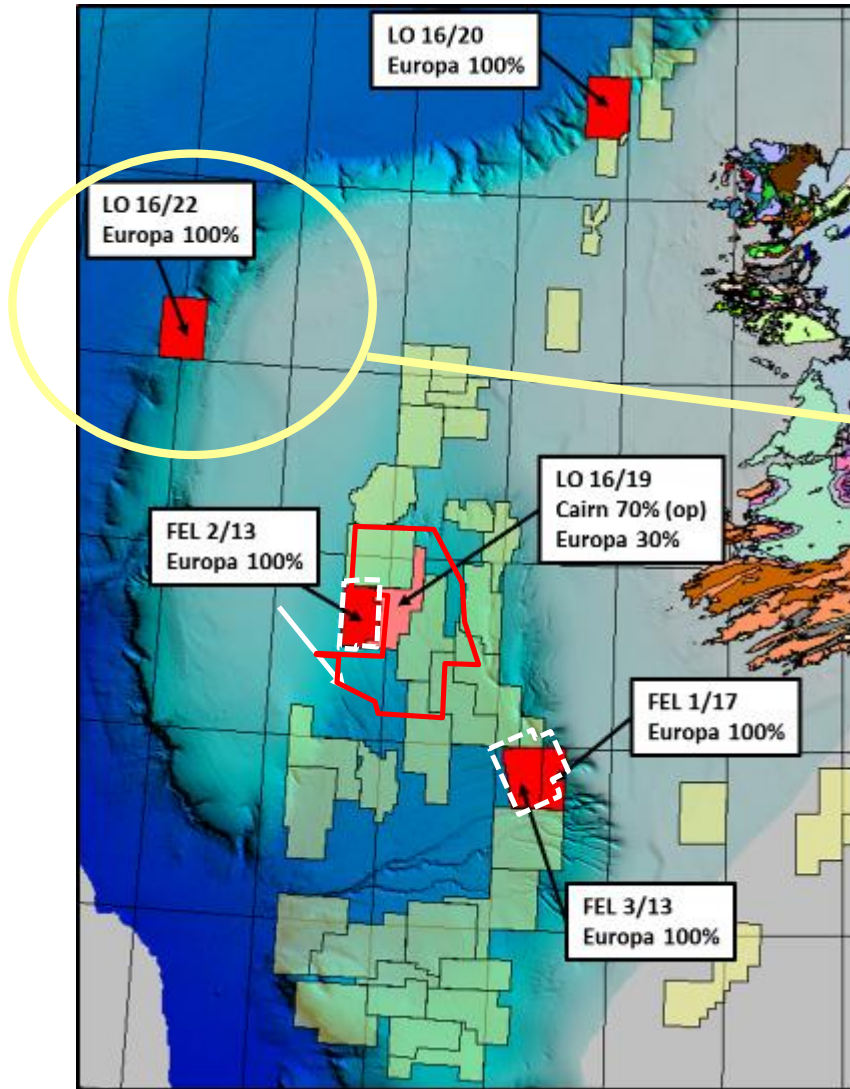 LO 16/20
Europa 100%
LO 16/22
Europa 100%
LO 16/19
Cairn 70% (op)
Europa 30%
FEL 2/13
Europa 100%
FEL 1/17
Europa 100%
FEL 3/13
Europa 100%